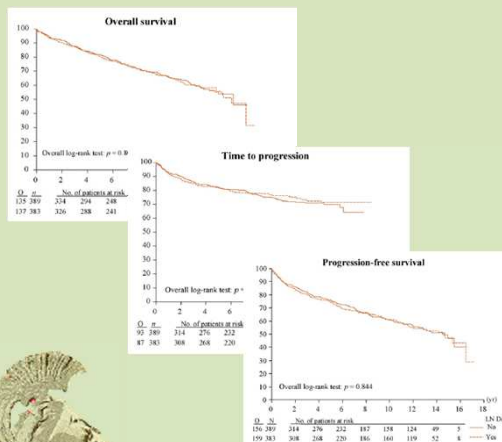 Overall survival
100
90
80
70
60
50
40
30
20
10
0
Overall log-rank test: p = 0.
0 2 4 6
O n No. of patients at risk
135 389 334 294 248
137 383 326 288 241
Time to progression
100
90
80
70
60
50
40
30
20
10
0
Overall log-rank test: p
0 2 4 6
O n No. of patients at risk
93 389 314 276 232
87 383 308 268 220
Progression-free survival
100
90
80
70
60
50
40
30
20
10
0
Overall log-rank test: p = 0.844
0 2 4 6 8 10 12 14 16 18
(yr)
O N No. of patients at risk LN
156 389 314 276 232 187 158 124 49 5 No
159 383 308 268 220 186 160 119 52 9 Yes